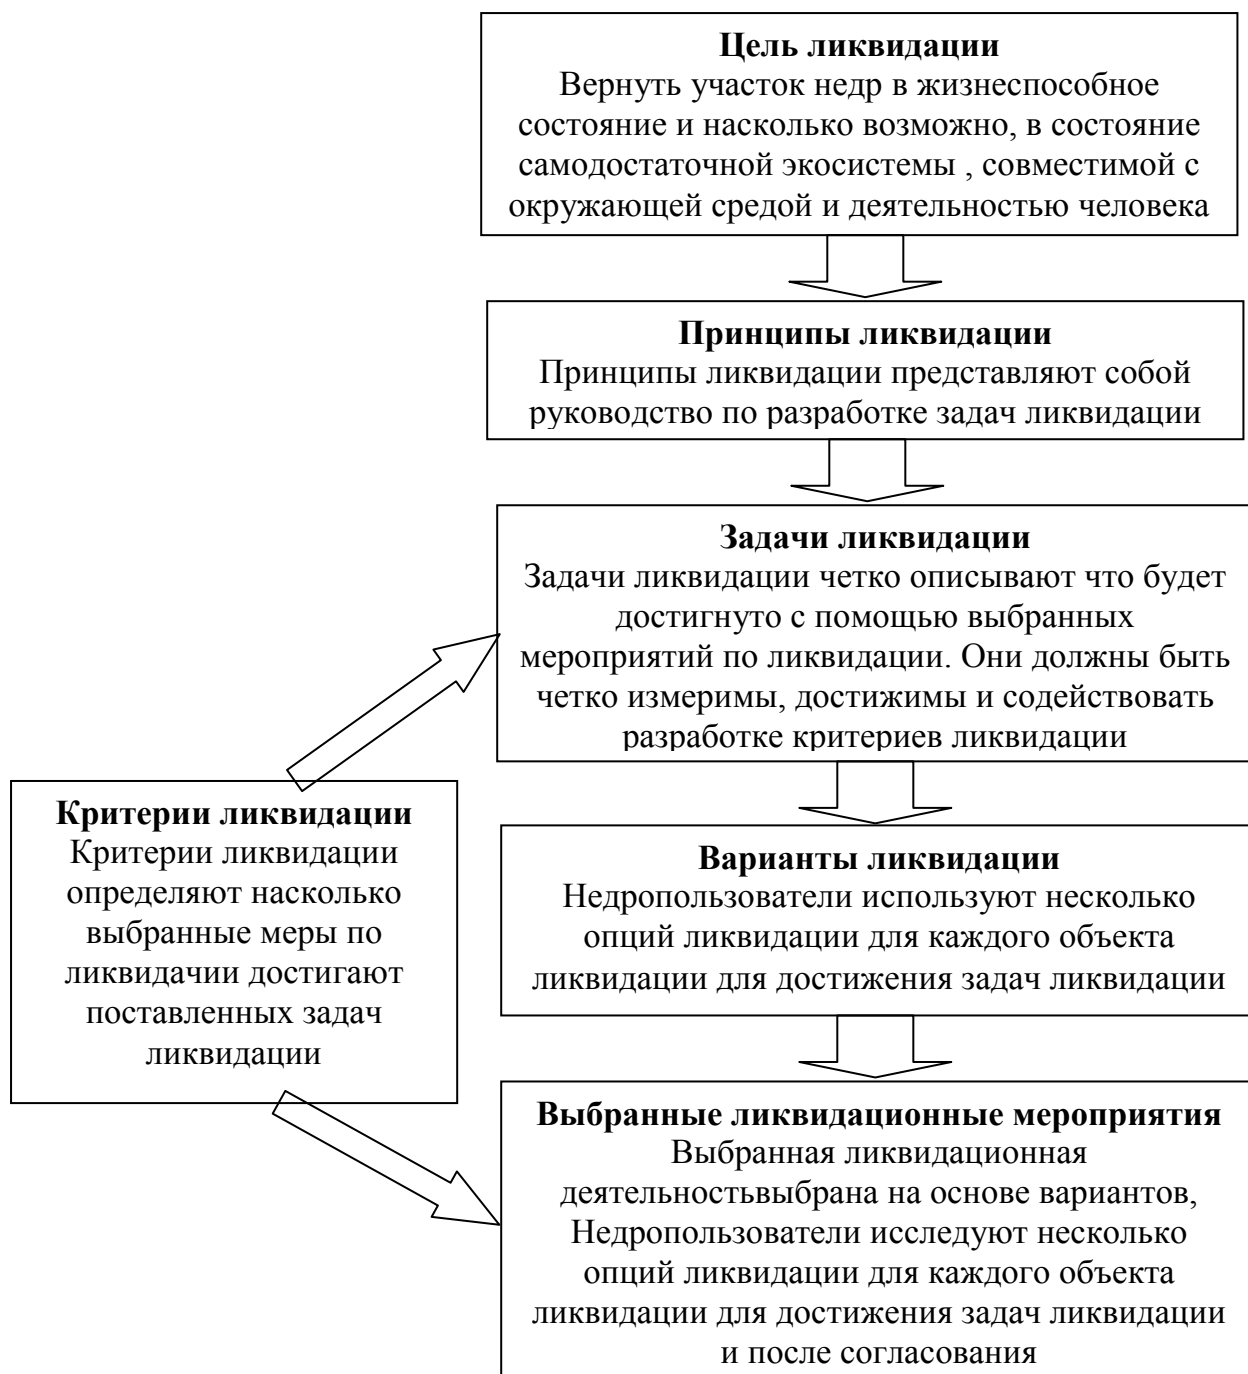 Цель ликвидации
Вернуть участок недр в жизнеспособное
состояние и насколько возможно, в состояние
самодостаточной экосистемы , совместимой с
окружающей средой и деятельностью человека
Принципы ликвидации
Принципы ликвидации представляют собой
руководство по разработке задач ликвидации
Задачи ликвидации
Задачи ликвидации четко описывают что будет
достигнуто с помощью выбранных
мероприятий по ликвидации. Они должны быть
четко измеримы, достижимы и содействовать
разработке критериев ликвидации
Критерии ликвидации
Критерии ликвидации
определяют насколько
выбранные меры по
ликвидачии достигают
поставленных задач
ликвидации
Варианты ликвидации
Недропользователи используют несколько
опций ликвидации для каждого объекта
ликвидации для достижения задач ликвидации
Выбранные ликвидационные мероприятия
Выбранная ликвидационная
деятельностьвыбрана на основе вариантов,
Недропользователи исследуют несколько
опций ликвидации для каждого объекта
ликвидации для достижения задач ликвидации
и после согласования